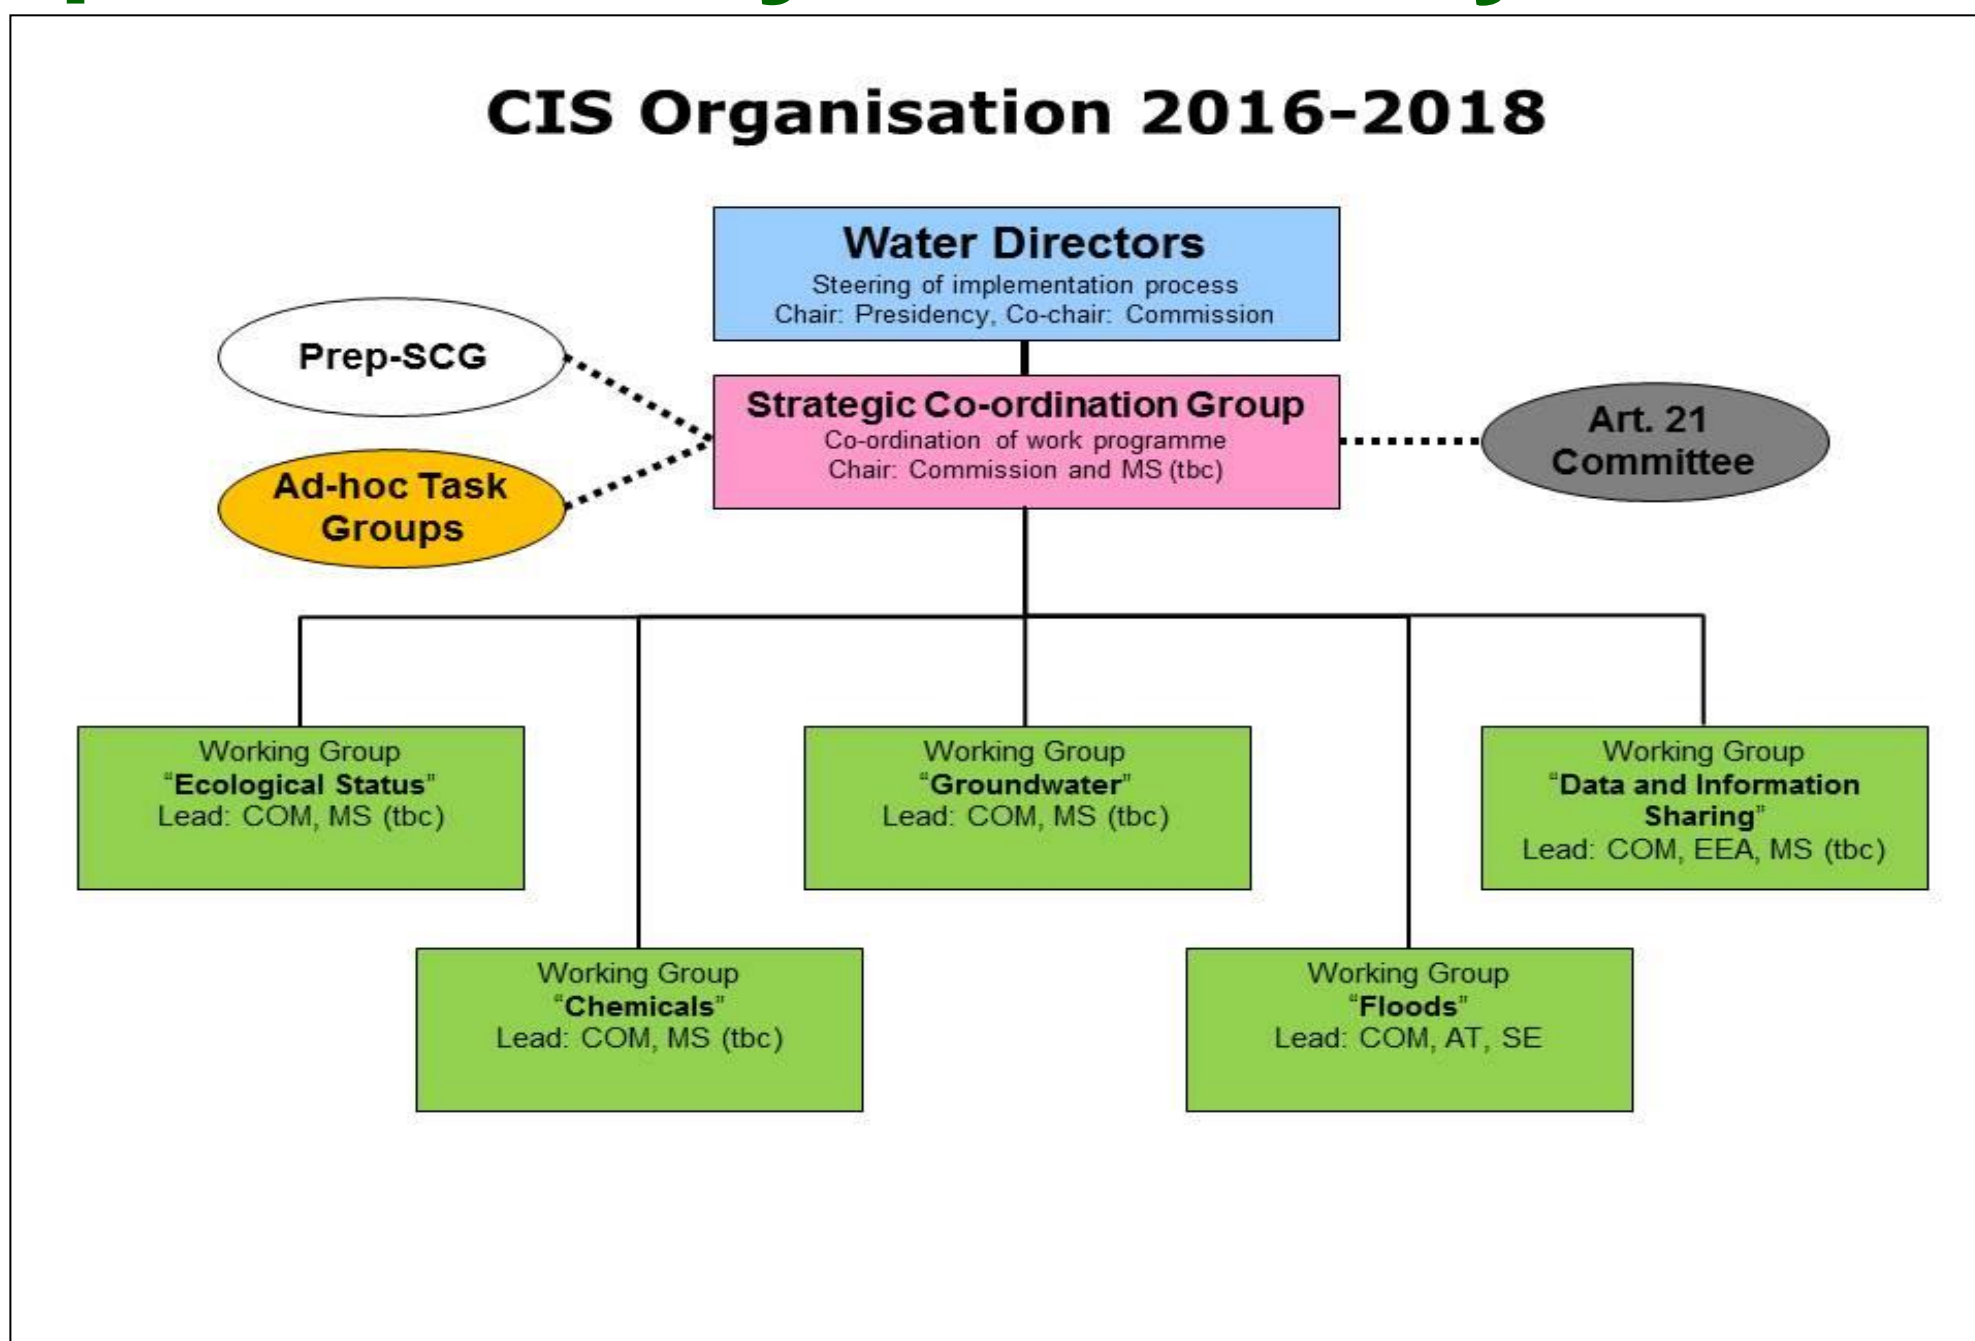 CIS Organisation 2016-2018
Water Directors
Steering of implementation process
Chair: Presidency, Co-chair: Commission
Prep-SCG
Strategic Co-ordination Group
Co-ordination of work programme
Chair: Commission and MS (tbc)
Art. 21
Committee
Ad-hoc Task
Groups
Working Group
“Ecological Status”
Lead: COM, MS (tbc)
Working Group
“Groundwater”
Lead: COM, MS (tbc)
Working Group
“Data and Information
Sharing”
Lead: COM, EEA, MS (tbc)
Working Group
“Chemicals”
Lead: COM, MS (tbc)
Working Group
“Floods”
Lead: COM, AT, SE